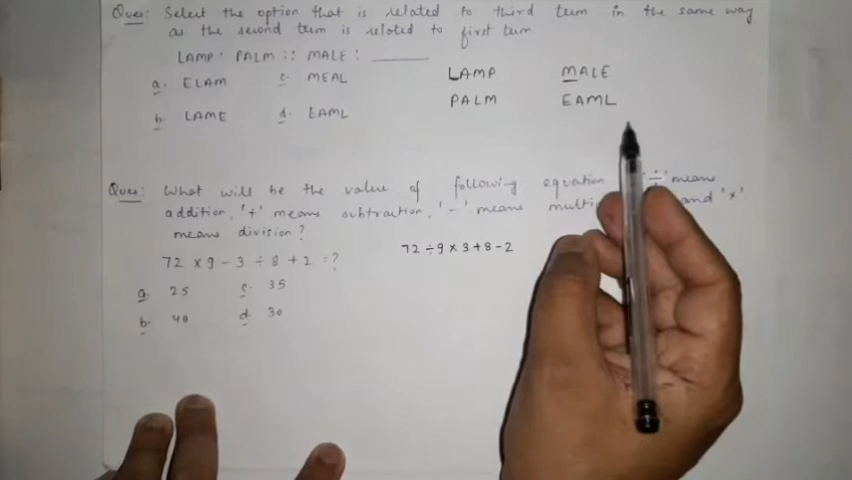 Ques: Select the option that is related to third term in the same way
as the second term is related to first term
LAMP: PALM :: MALE : ______
a. ELAM c. MEAL LAMP MALE
b. LAME d. EAML PALM EAML
Ques: What will be the value of following equation '÷' means
addition, '+' means subtraction, '-' means and 'x'
means division?
72 x 9 - 3 ÷ 8 + 2 = ? 72 ÷ 9 x 3 + 8 - 2
a. 25 c. 35
b. 40 d. 30